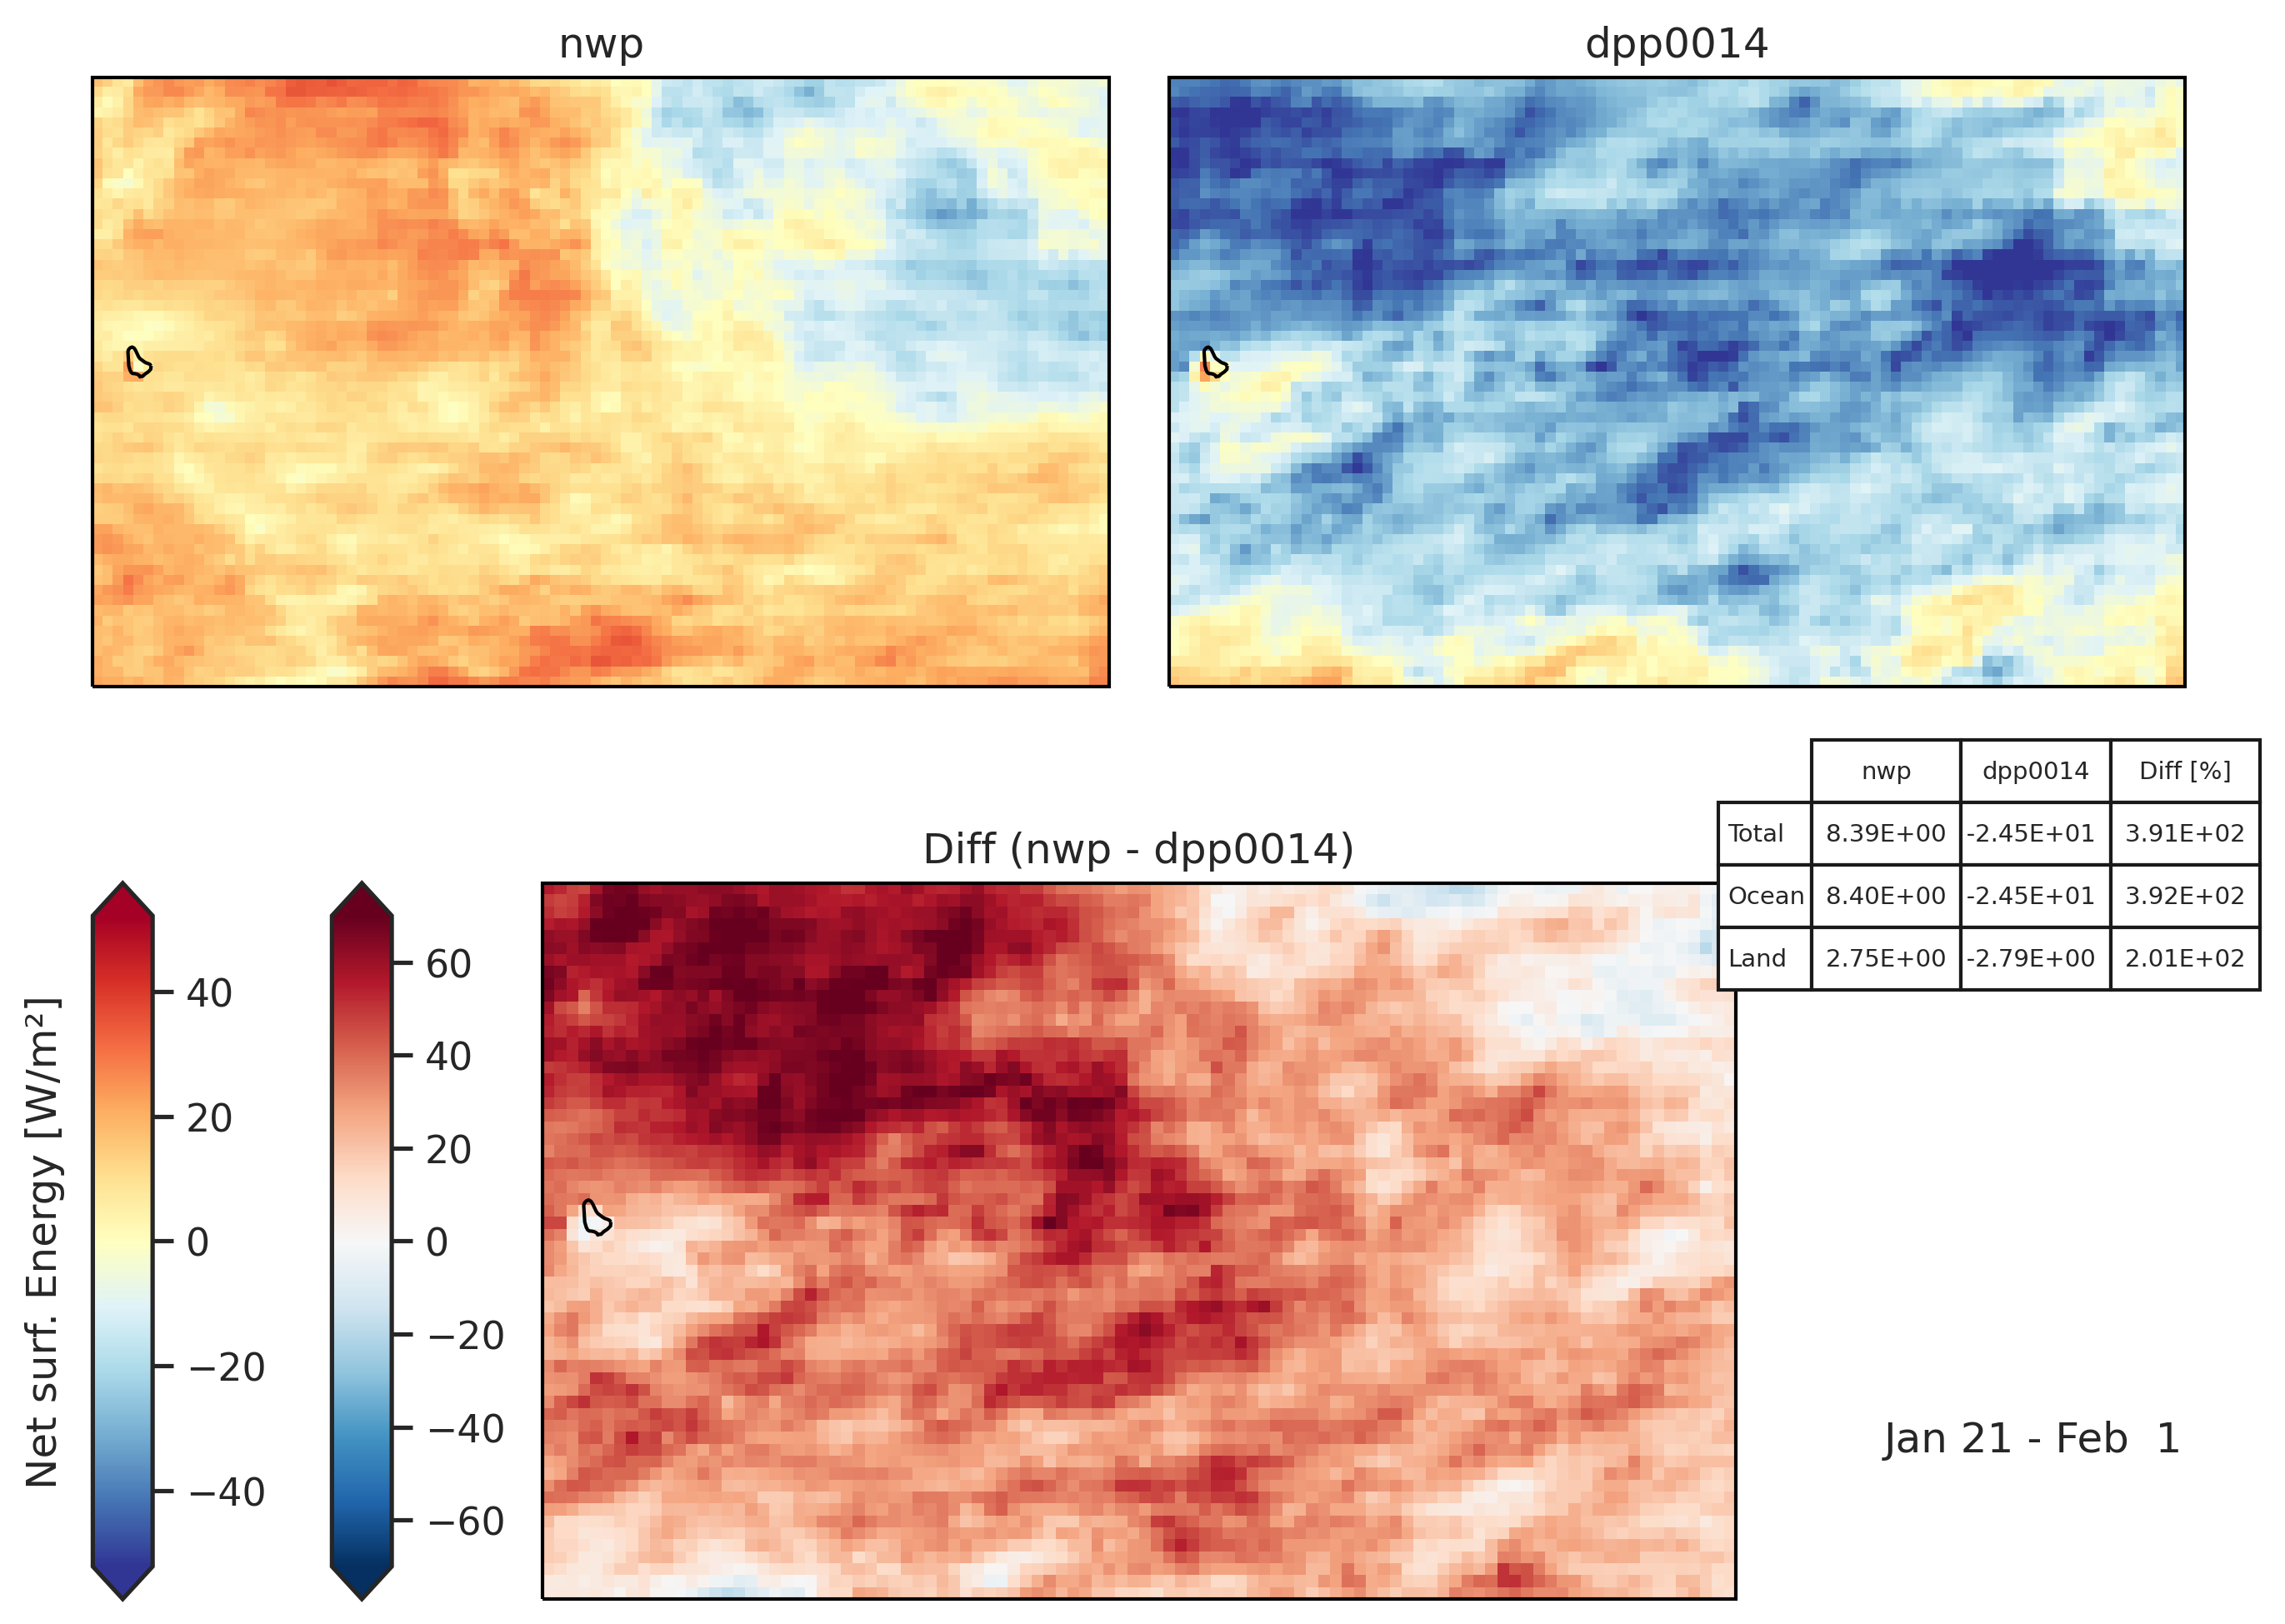 nwp
dpp0014
nwp dpp0014 Diff [%]
Total 8.39E+00 -2.45E+01 3.91E+02
Ocean 8.40E+00 -2.45E+01 3.92E+02
Land 2.75E+00 -2.79E+00 2.01E+02
Diff (nwp - dpp0014)
Net surf. Energy [W/m²]
40
20
0
−20
−40
60
40
20
0
−20
−40
−60
Jan 21 - Feb  1